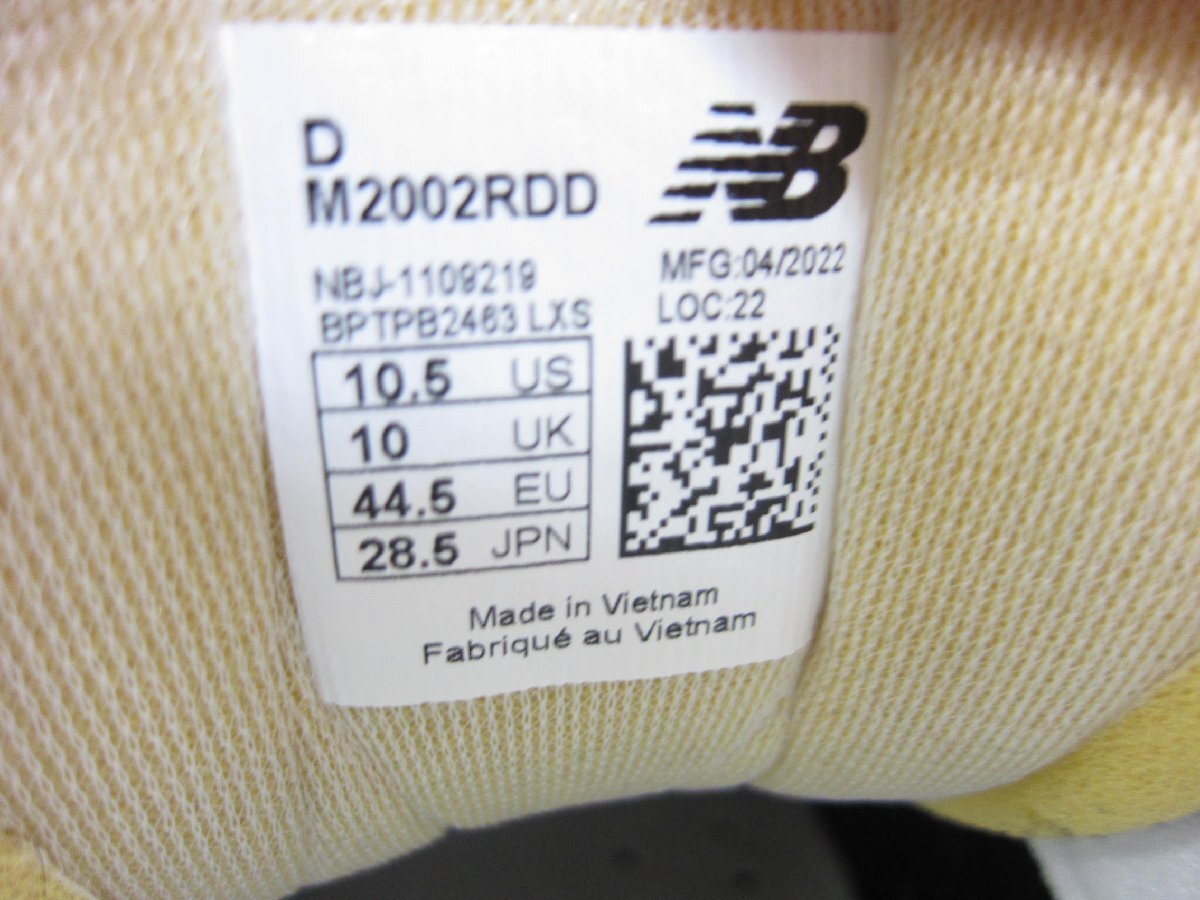 D
M2002RDD
NB
NBJ-1109219
BPTPB2463 LXS
MFG:04/2022
LOC:22
10.5 US
10 UK
44.5 EU
28.5 JPN
Made in Vietnam
Fabriqué au Vietnam